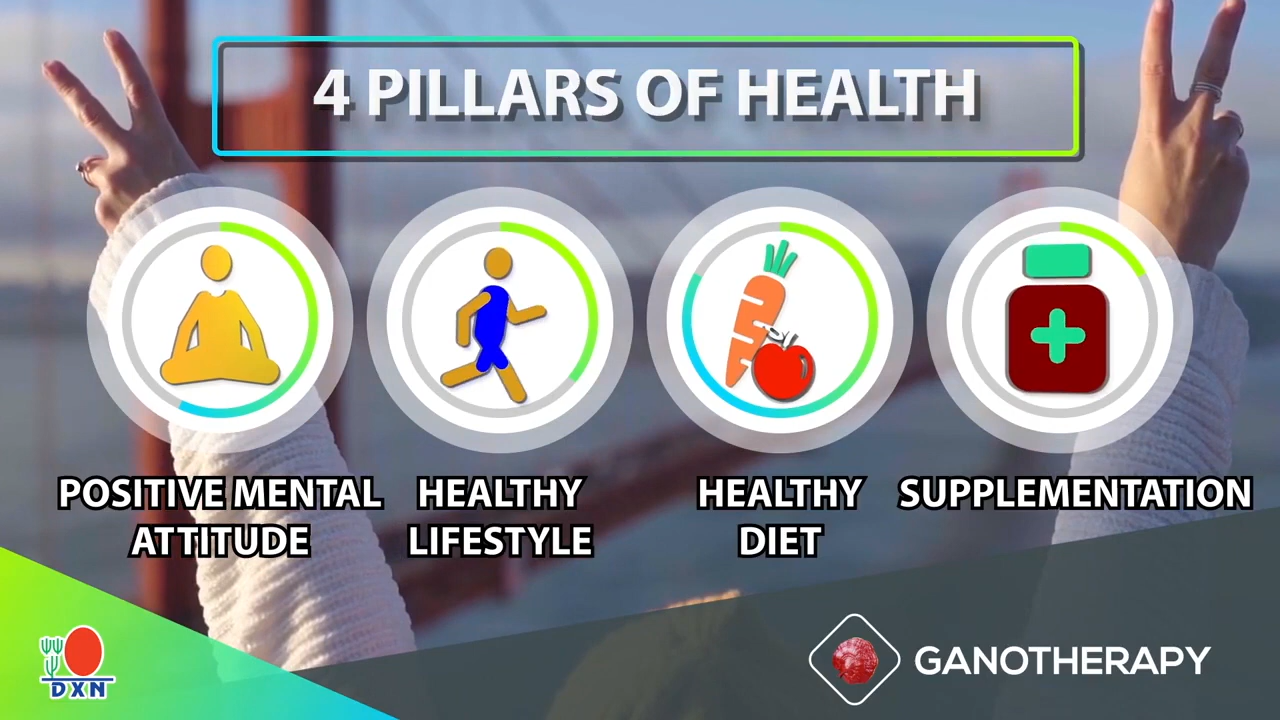 4 PILLARS OF HEALTH
POSITIVE MENTAL
ATTITUDE
HEALTHY
LIFESTYLE
HEALTHY
DIET
SUPPLEMENTATION
DXN
GANOTHERAPY